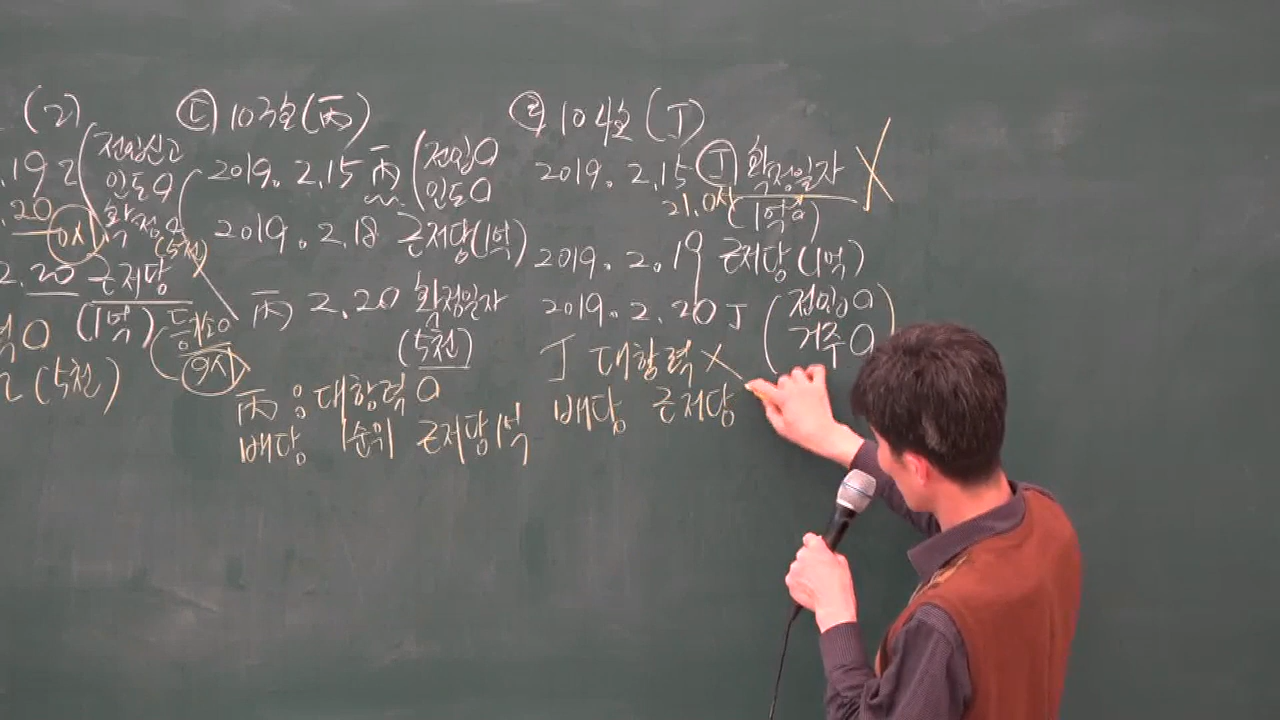 (2)
.19 2 (전입신고
인도O
.20 0시 확정O
(5천)
2.20 근저당
(1억) 등기소O
9시
억O
2 (5천)
ⓒ 103호(丙)
2019. 2.15 丙 (전입O
인도O
2019. 2.18 근저당(1억)
丙) 2.20 확정일자
(5천)
丙 : 대항력 O
배당 1순위 근저당 1억
ⓔ 104호 (丁)
2019. 2.15 丁 확정일자 X
21.0시
(1억)
2019. 2.19 근저당 (1억)
2019. 2.20 丁 (전입O
거주O)
丁 대항력 X
배당 근저당